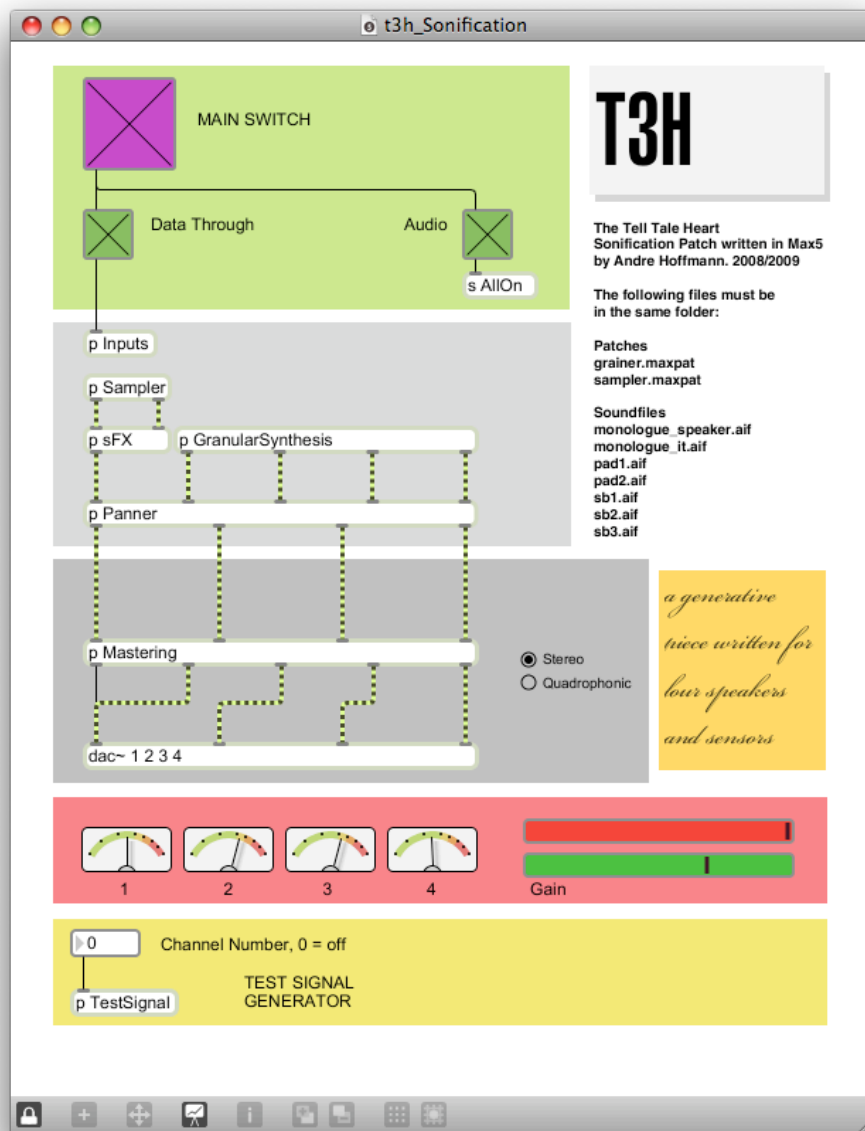 t3h_Sonification
MAIN SWITCH
Data Through
Audio
s AllOn
T3H
The Tell Tale Heart
Sonification Patch written in Max5
by Andre Hoffmann. 2008/2009
The following files must be
in the same folder:
Patches
grainer.maxpat
sampler.maxpat
Soundfiles
monologue_speaker.aif
monologue_it.aif
pad1.aif
pad2.aif
sb1.aif
sb2.aif
sb3.aif
p Inputs
p Sampler
p sFX
p GranularSynthesis
p Panner
p Mastering
Stereo
Quadrophonic
dac~ 1 2 3 4
a generative
piece written for
four speakers
and sensors
1
2
3
4
Gain
0
Channel Number, 0 = off
p TestSignal
TEST SIGNAL
GENERATOR